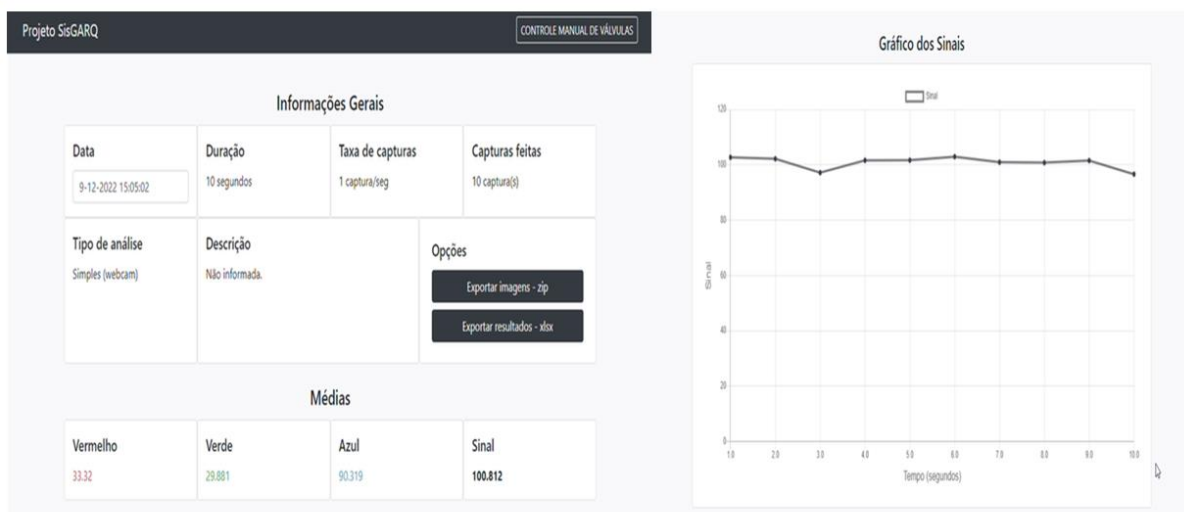 Projeto SisGARQ
CONTROLE MANUAL DE VÁLVULAS
Informações Gerais
Data
9-12-2022 15:05:02
Duração
10 segundos
Taxa de capturas
1 captura/seg
Capturas feitas
10 captura(s)
Tipo de análise
Simples (webcam)
Descrição
Não informada.
Opções
Exportar imagens - zip
Exportar resultados - xlsx
Médias
Vermelho
33.32
Verde
29.881
Azul
90.319
Sinal
100.812
Gráfico dos Sinais
Sinal
120
100
80
60
40
20
0
Sinal
1.0 2.0 3.0 4.0 5.0 6.0 7.0 8.0 9.0 10.0
Tempo (segundos)